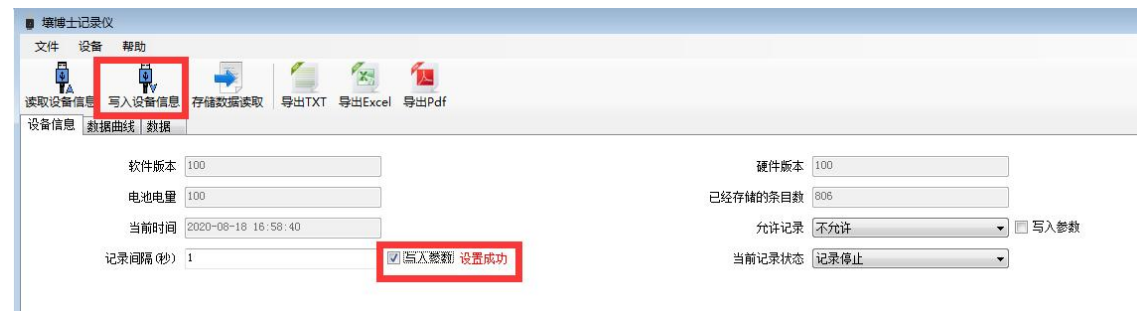 壤博士记录仪
文件 设备 帮助
读取设备信息 写入设备信息 存储数据读取 导出TXT 导出Excel 导出Pdf
设备信息 数据曲线 数据
软件版本 100 硬件版本 100
电池电量 100 已经存储的条目数 806
当前时间 2020-08-18 16:58:40 允许记录 不允许 写入参数
记录间隔(秒) 1 写入参数 设置成功 当前记录状态 记录停止